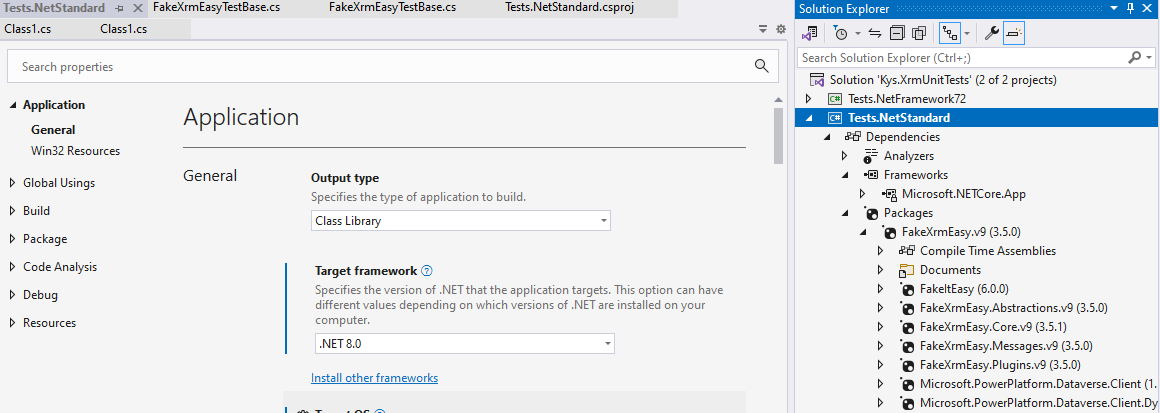 Tests.NetStandard
FakeXrmEasyTestBase.cs
FakeXrmEasyTestBase.cs
Tests.NetStandard.csproj
Class1.cs
Class1.cs
Search properties
Application
General
Win32 Resources
Global Usings
Build
Package
Code Analysis
Debug
Resources
Application
General
Output type
Specifies the type of application to build.
Class Library
Target framework
Specifies the version of .NET that the application targets. This option can have
different values depending on which versions of .NET are installed on your
computer.
.NET 8.0
Install other frameworks
Solution Explorer
Search Solution Explorer (Ctrl+;)
Solution 'Kys.XrmUnitTests' (2 of 2 projects)
C# Tests.NetFramework72
C# Tests.NetStandard
Dependencies
Analyzers
Frameworks
Microsoft.NETCore.App
Packages
FakeXrmEasy.v9 (3.5.0)
Compile Time Assemblies
Documents
FakeItEasy (6.0.0)
FakeXrmEasy.Abstractions.v9 (3.5.0)
FakeXrmEasy.Core.v9 (3.5.1)
FakeXrmEasy.Messages.v9 (3.5.0)
FakeXrmEasy.Plugins.v9 (3.5.0)
Microsoft.PowerPlatform.Dataverse.Client (1.
Microsoft.PowerPlatform.Dataverse.Client.Dy